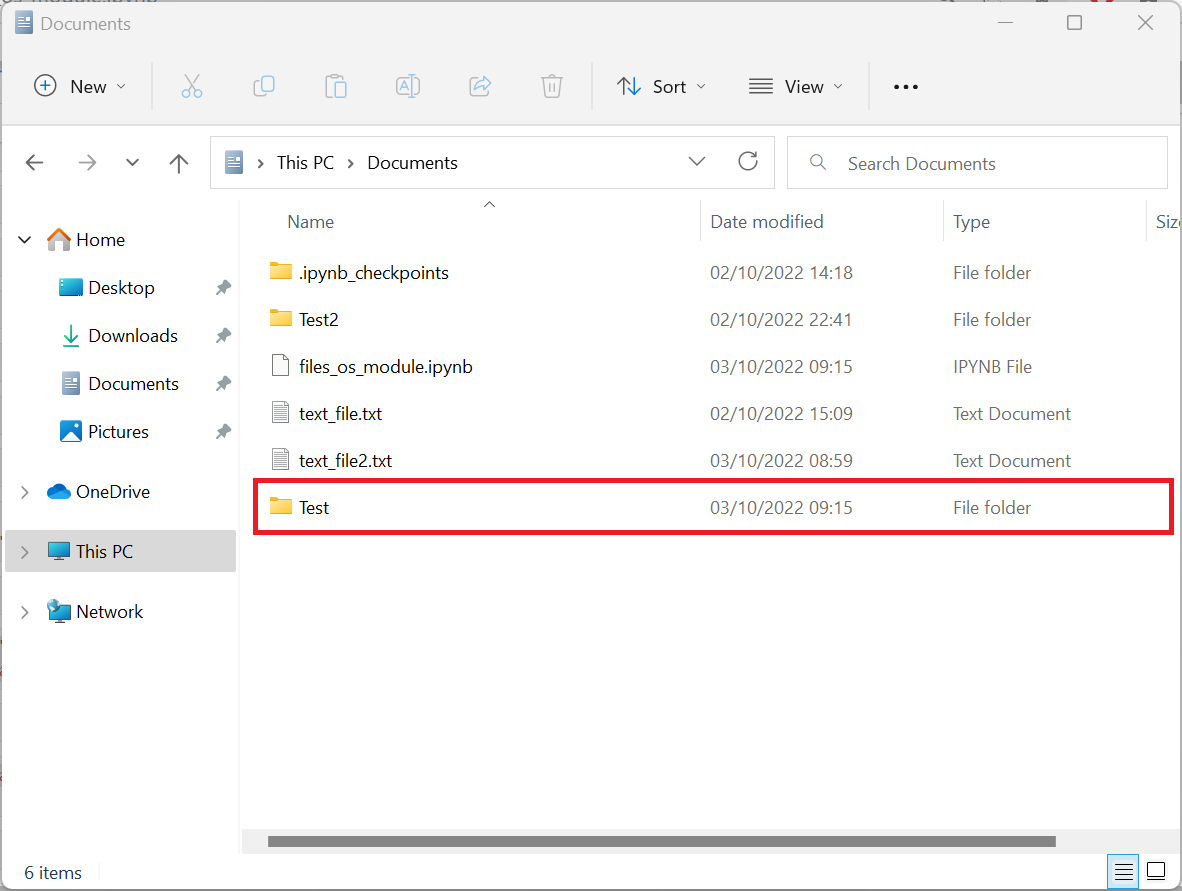 Documents
New
Sort
View
This PC
Documents
Search Documents
Name
Date modified
Type
Home
Desktop
Downloads
Documents
Pictures
OneDrive
This PC
Network
.ipynb_checkpoints 02/10/2022 14:18 File folder
Test2 02/10/2022 22:41 File folder
files_os_module.ipynb 03/10/2022 09:15 IPYNB File
text_file.txt 02/10/2022 15:09 Text Document
text_file2.txt 03/10/2022 08:59 Text Document
Test 03/10/2022 09:15 File folder
6 items